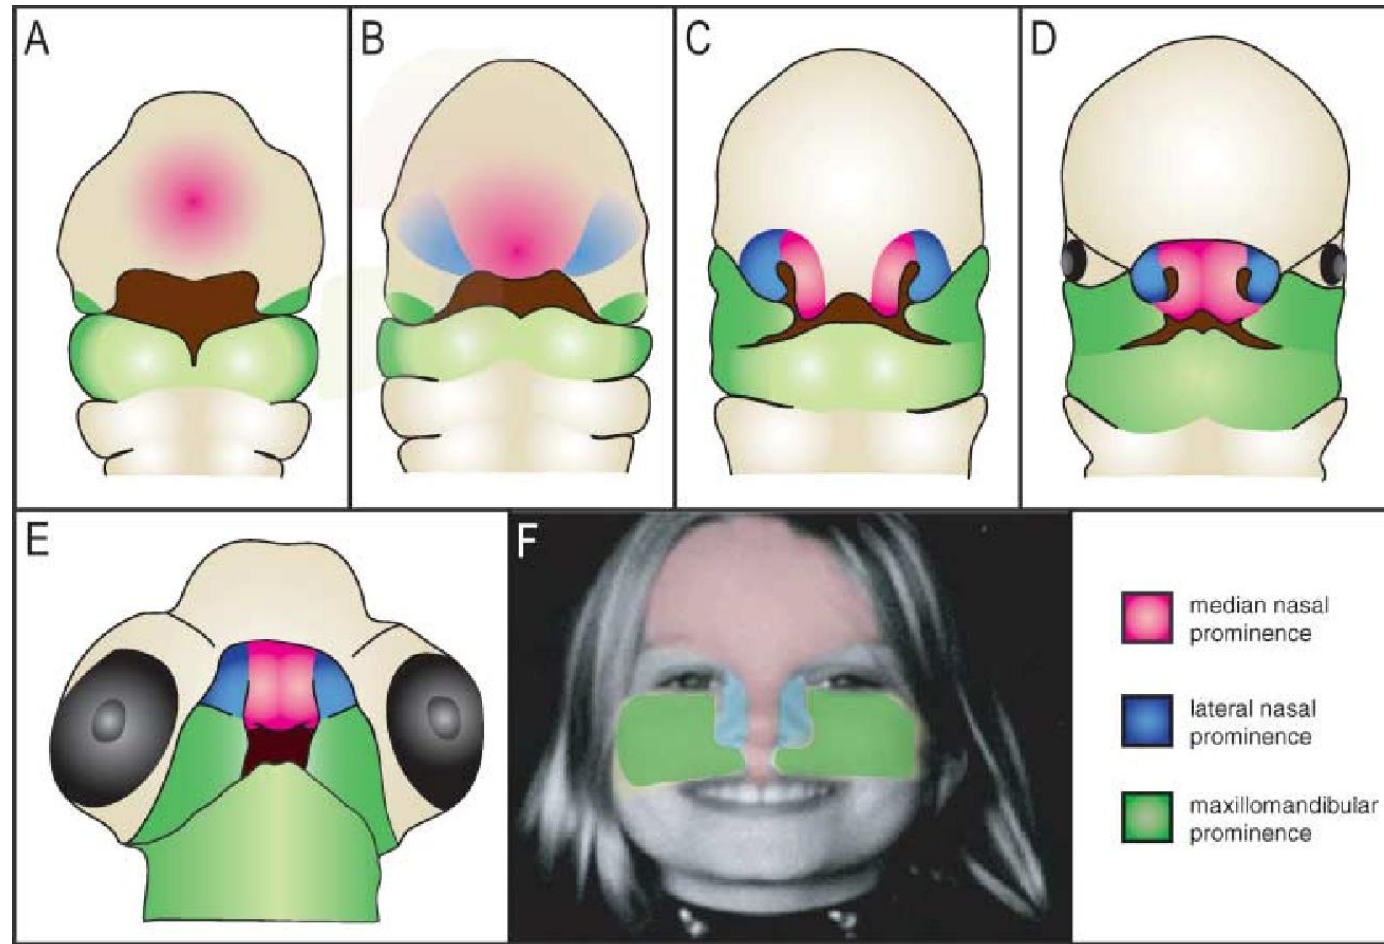 A
B
C
D
E
F
median nasal
prominence
lateral nasal
prominence
maxillomandibular
prominence